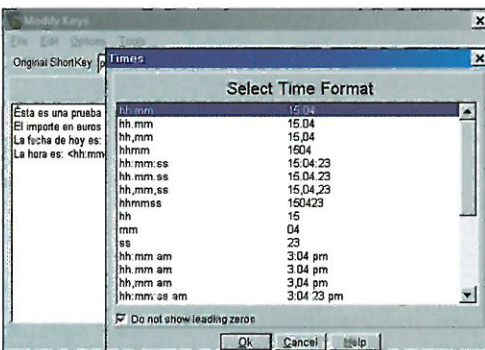 Modify Keys
File Edit Options Tools
Original ShortKey p
Times
Select Time Format
Esta es una prueba
El importe en euros
La fecha de hoy es:
La hora es: <hh:mm
hh:mm 15:04
hh.mm 15.04
hh,mm 15,04
hhmm 1504
hh:mm:ss 15:04:23
hh.mm.ss 15.04.23
hh,mm,ss 15,04,23
hhmmss 150423
hh 15
mm 04
ss 23
hh:mm am 3:04 pm
hh.mm am 3.04 pm
hh,mm am 3,04 pm
hh:mm:ss am 3:04:23 pm
Do not show leading zeros
Ok Cancel Help